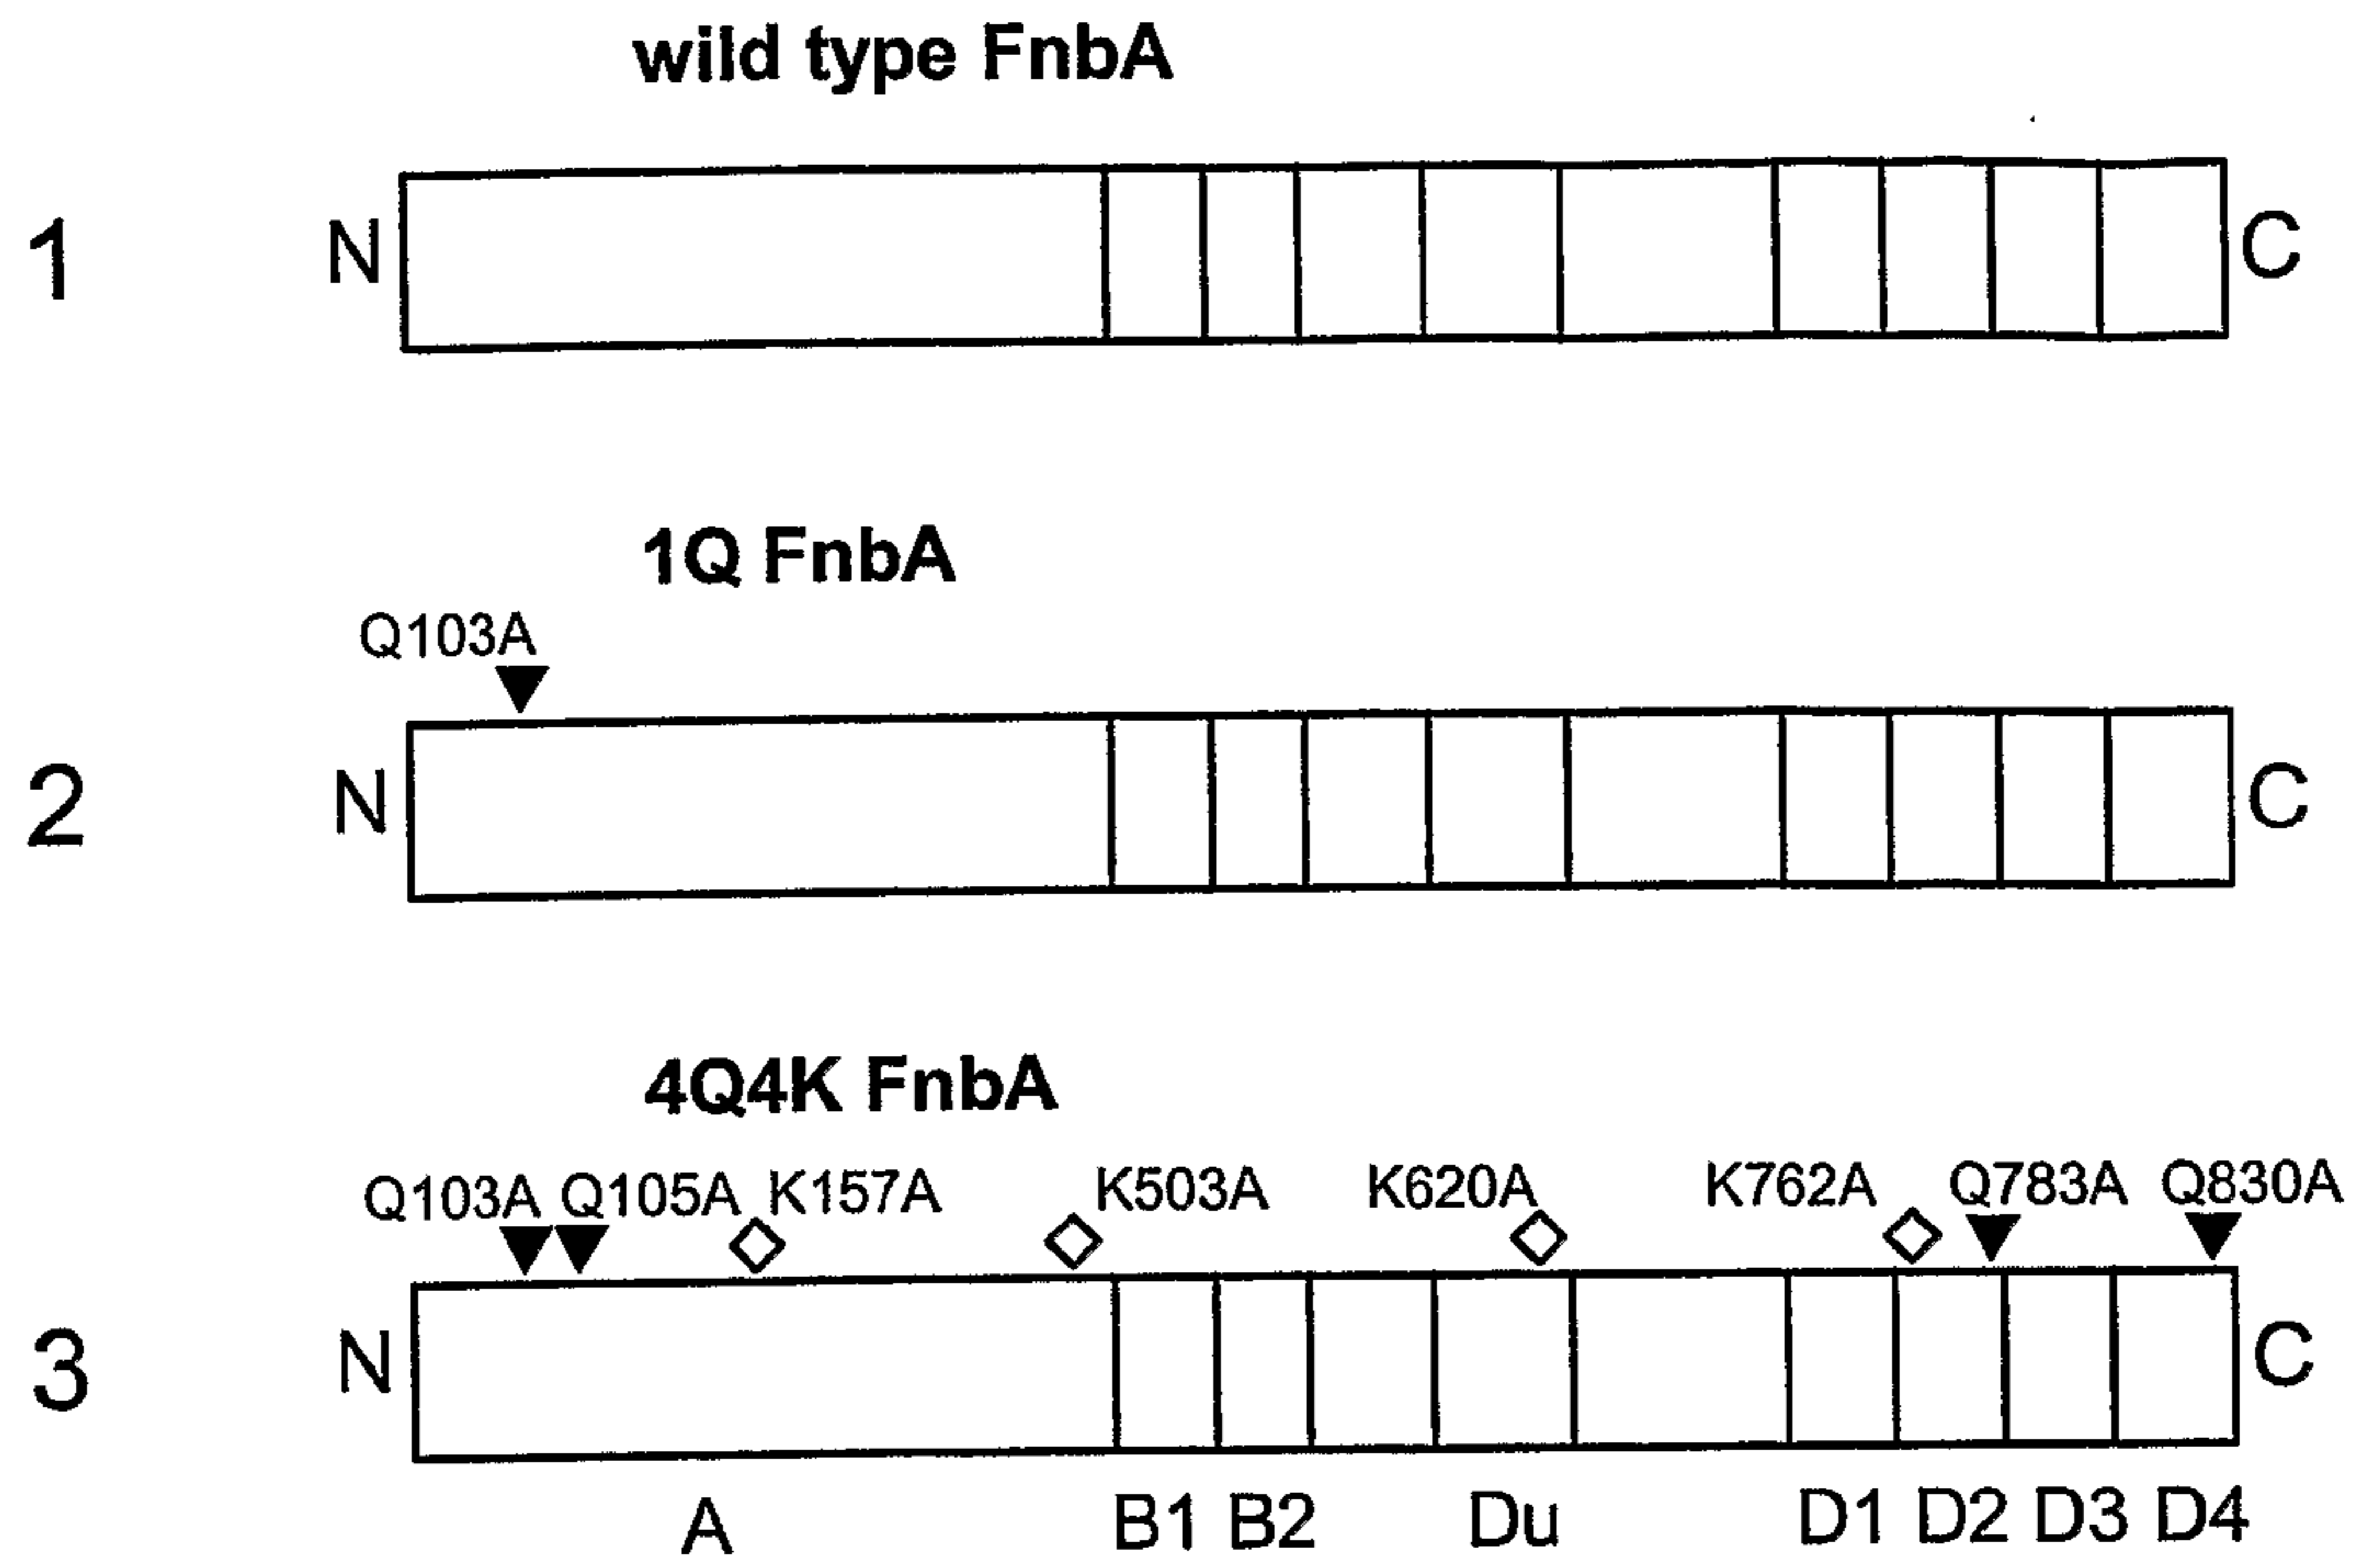 wild type FnbA
1 N C
1Q FnbA
Q103A
2 N C
4Q4K FnbA
Q103A Q105A K157A K503A K620A K762A Q783A Q830A
3 N C
A B1 B2 Du D1 D2 D3 D4